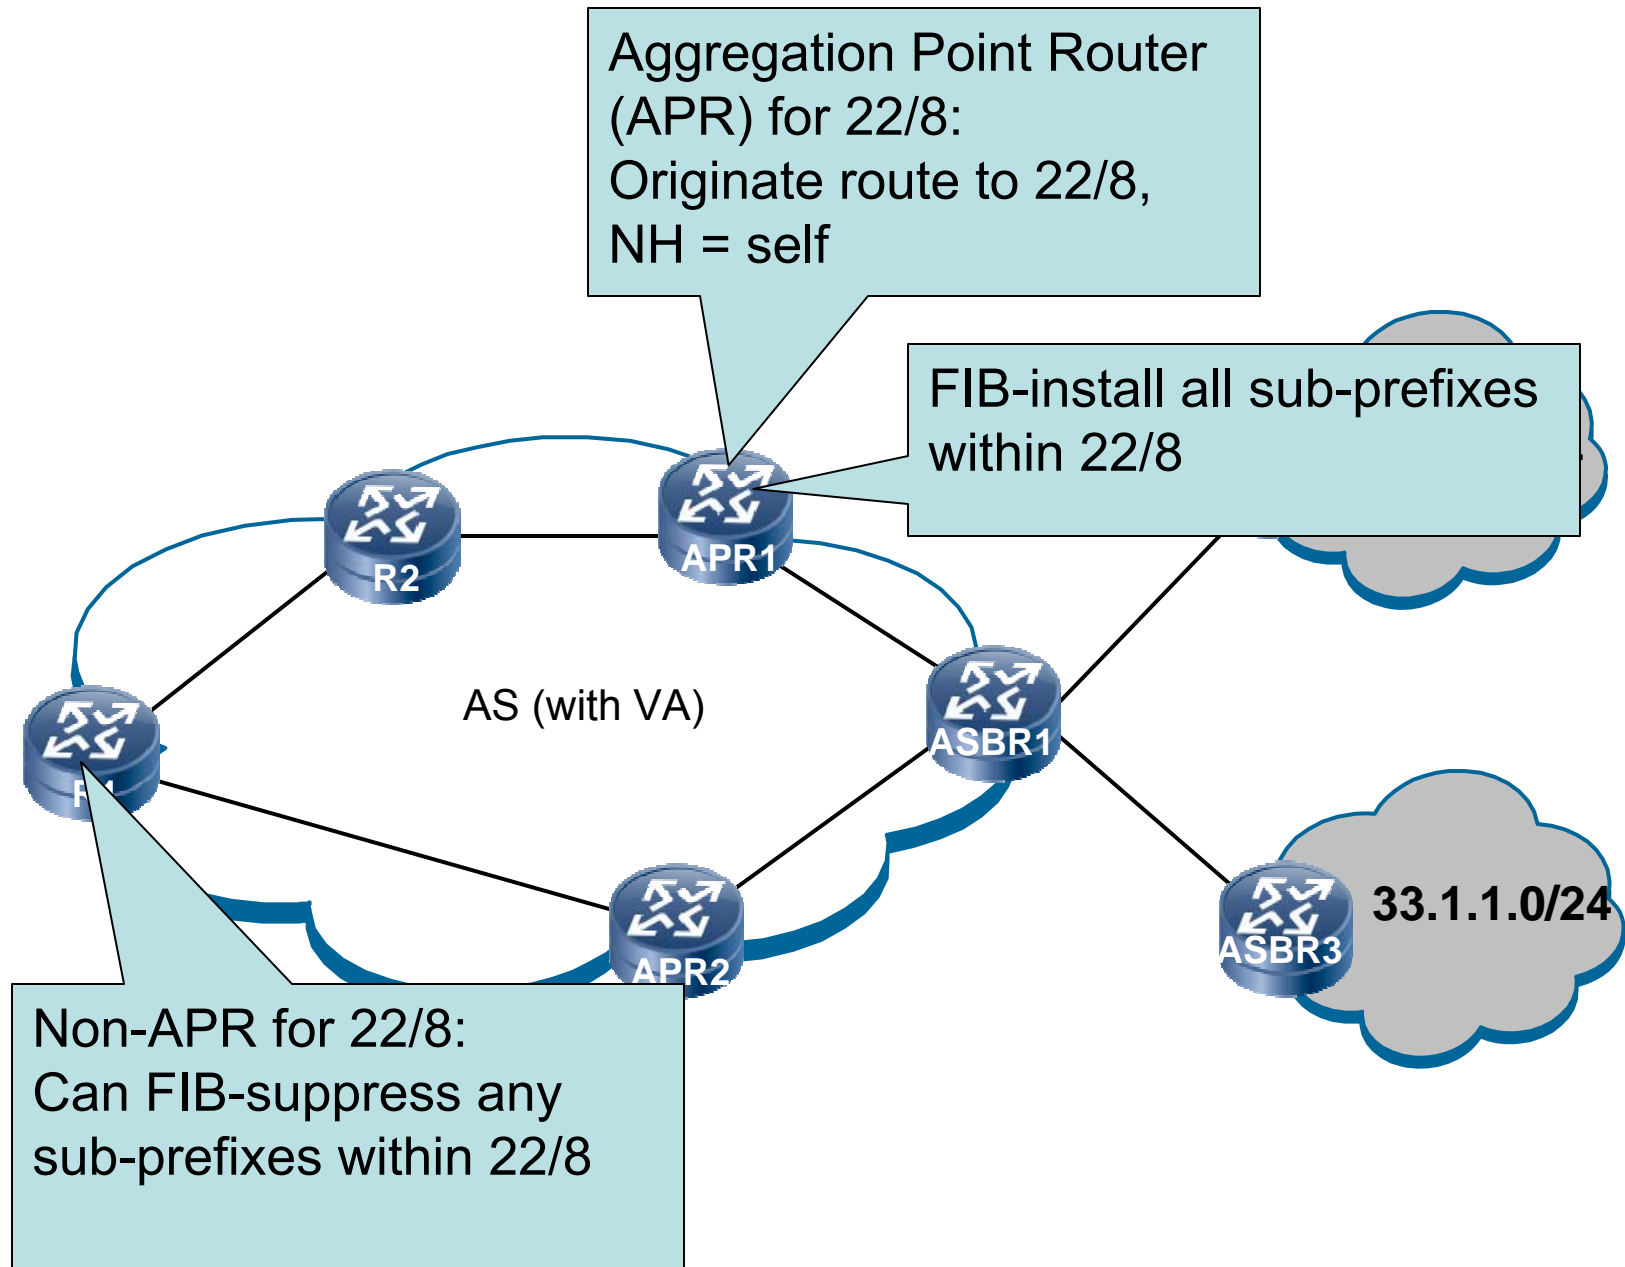 Aggregation Point Router
(APR) for 22/8:
Originate route to 22/8,
NH = self
FIB-install all sub-prefixes
within 22/8
R2
APR1
AS (with VA)
ASBR1
33.1.1.0/24
ASBR3
APR2
Non-APR for 22/8:
Can FIB-suppress any
sub-prefixes within 22/8